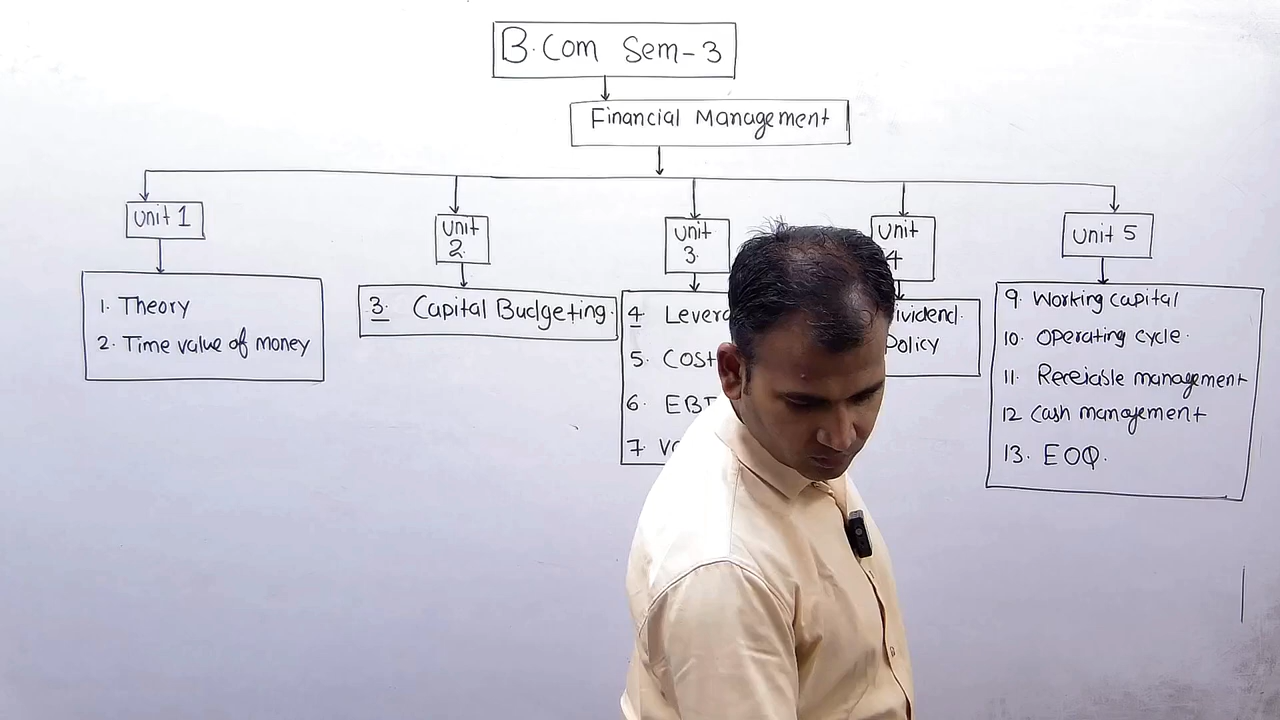 B.Com Sem-3
Financial Management
Unit 1
1. Theory
2. Time value of money
Unit
2.
3. Capital Budgeting.
Unit
3.
4
5. Cost
6.
7.
Unit
4
Policy
Unit 5
9. Working capital
10. Operating cycle.
11. Receiable management
12 Cash management
13. EOQ.